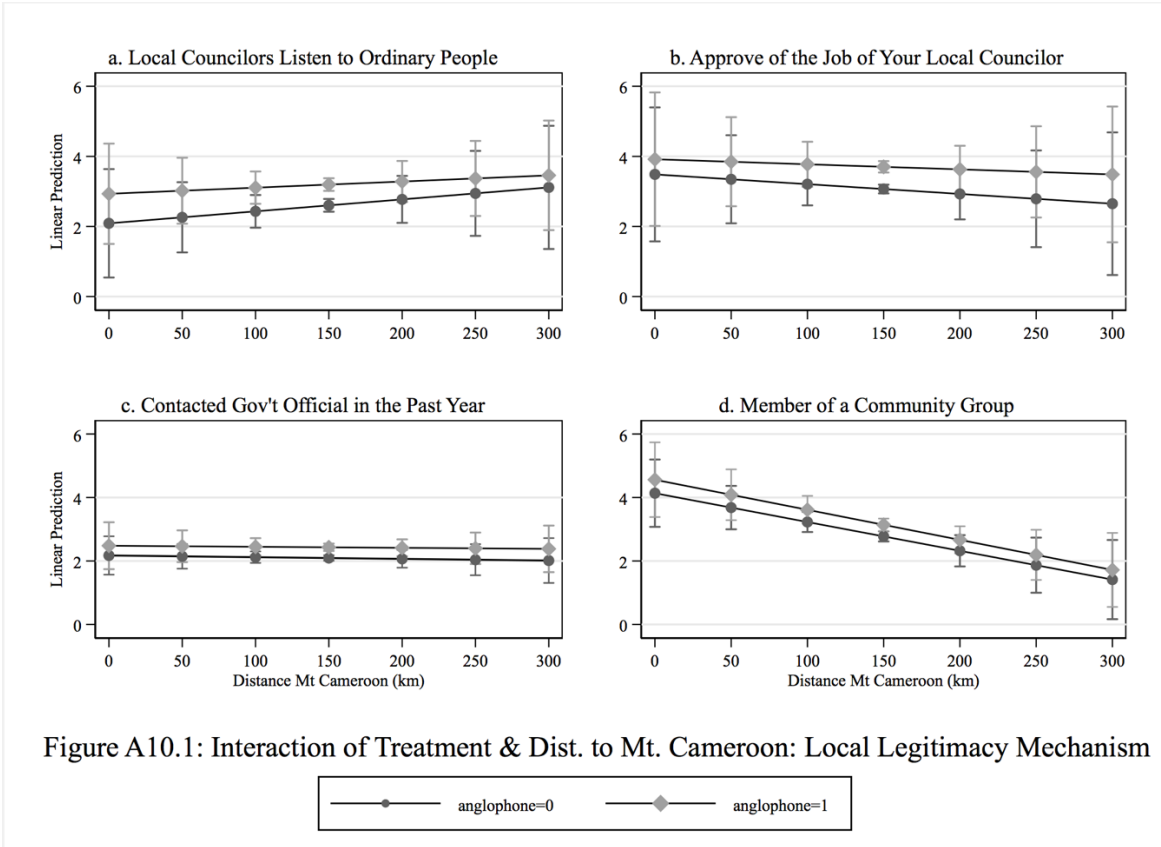 a. Local Councilors Listen to Ordinary People
6
4
2
0
Linear Prediction
0 50 100 150 200 250 300
b. Approve of the Job of Your Local Councilor
6
4
2
0
0 50 100 150 200 250 300
c. Contacted Gov't Official in the Past Year
6
4
2
0
Linear Prediction
0 50 100 150 200 250 300
Distance Mt Cameroon (km)
d. Member of a Community Group
6
4
2
0
0 50 100 150 200 250 300
Distance Mt Cameroon (km)
Figure A10.1: Interaction of Treatment & Dist. to Mt. Cameroon: Local Legitimacy Mechanism
anglophone=0 anglophone=1